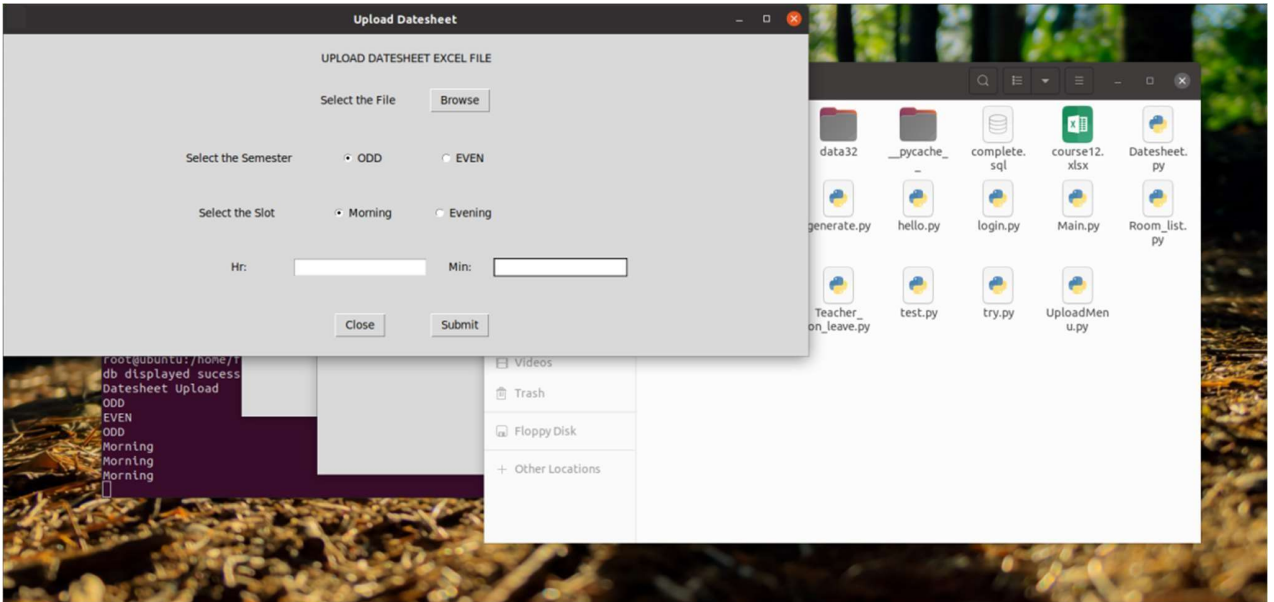 Upload Datesheet
UPLOAD DATESHEET EXCEL FILE
Select the File Browse
Select the Semester ODD EVEN
Select the Slot Morning Evening
Hr: Min:
Close Submit
data32 __pycache_ _ complete. sql course12. xlsx Datesheet. py
generate.py hello.py login.py Main.py Room_list. py
Teacher_ on_leave.py test.py try.py UploadMen u.py
root@ubuntu:/home/f
db displayed sucess
Datesheet Upload
ODD
EVEN
ODD
Morning
Morning
Morning
Videos
Trash
Floppy Disk
+ Other Locations